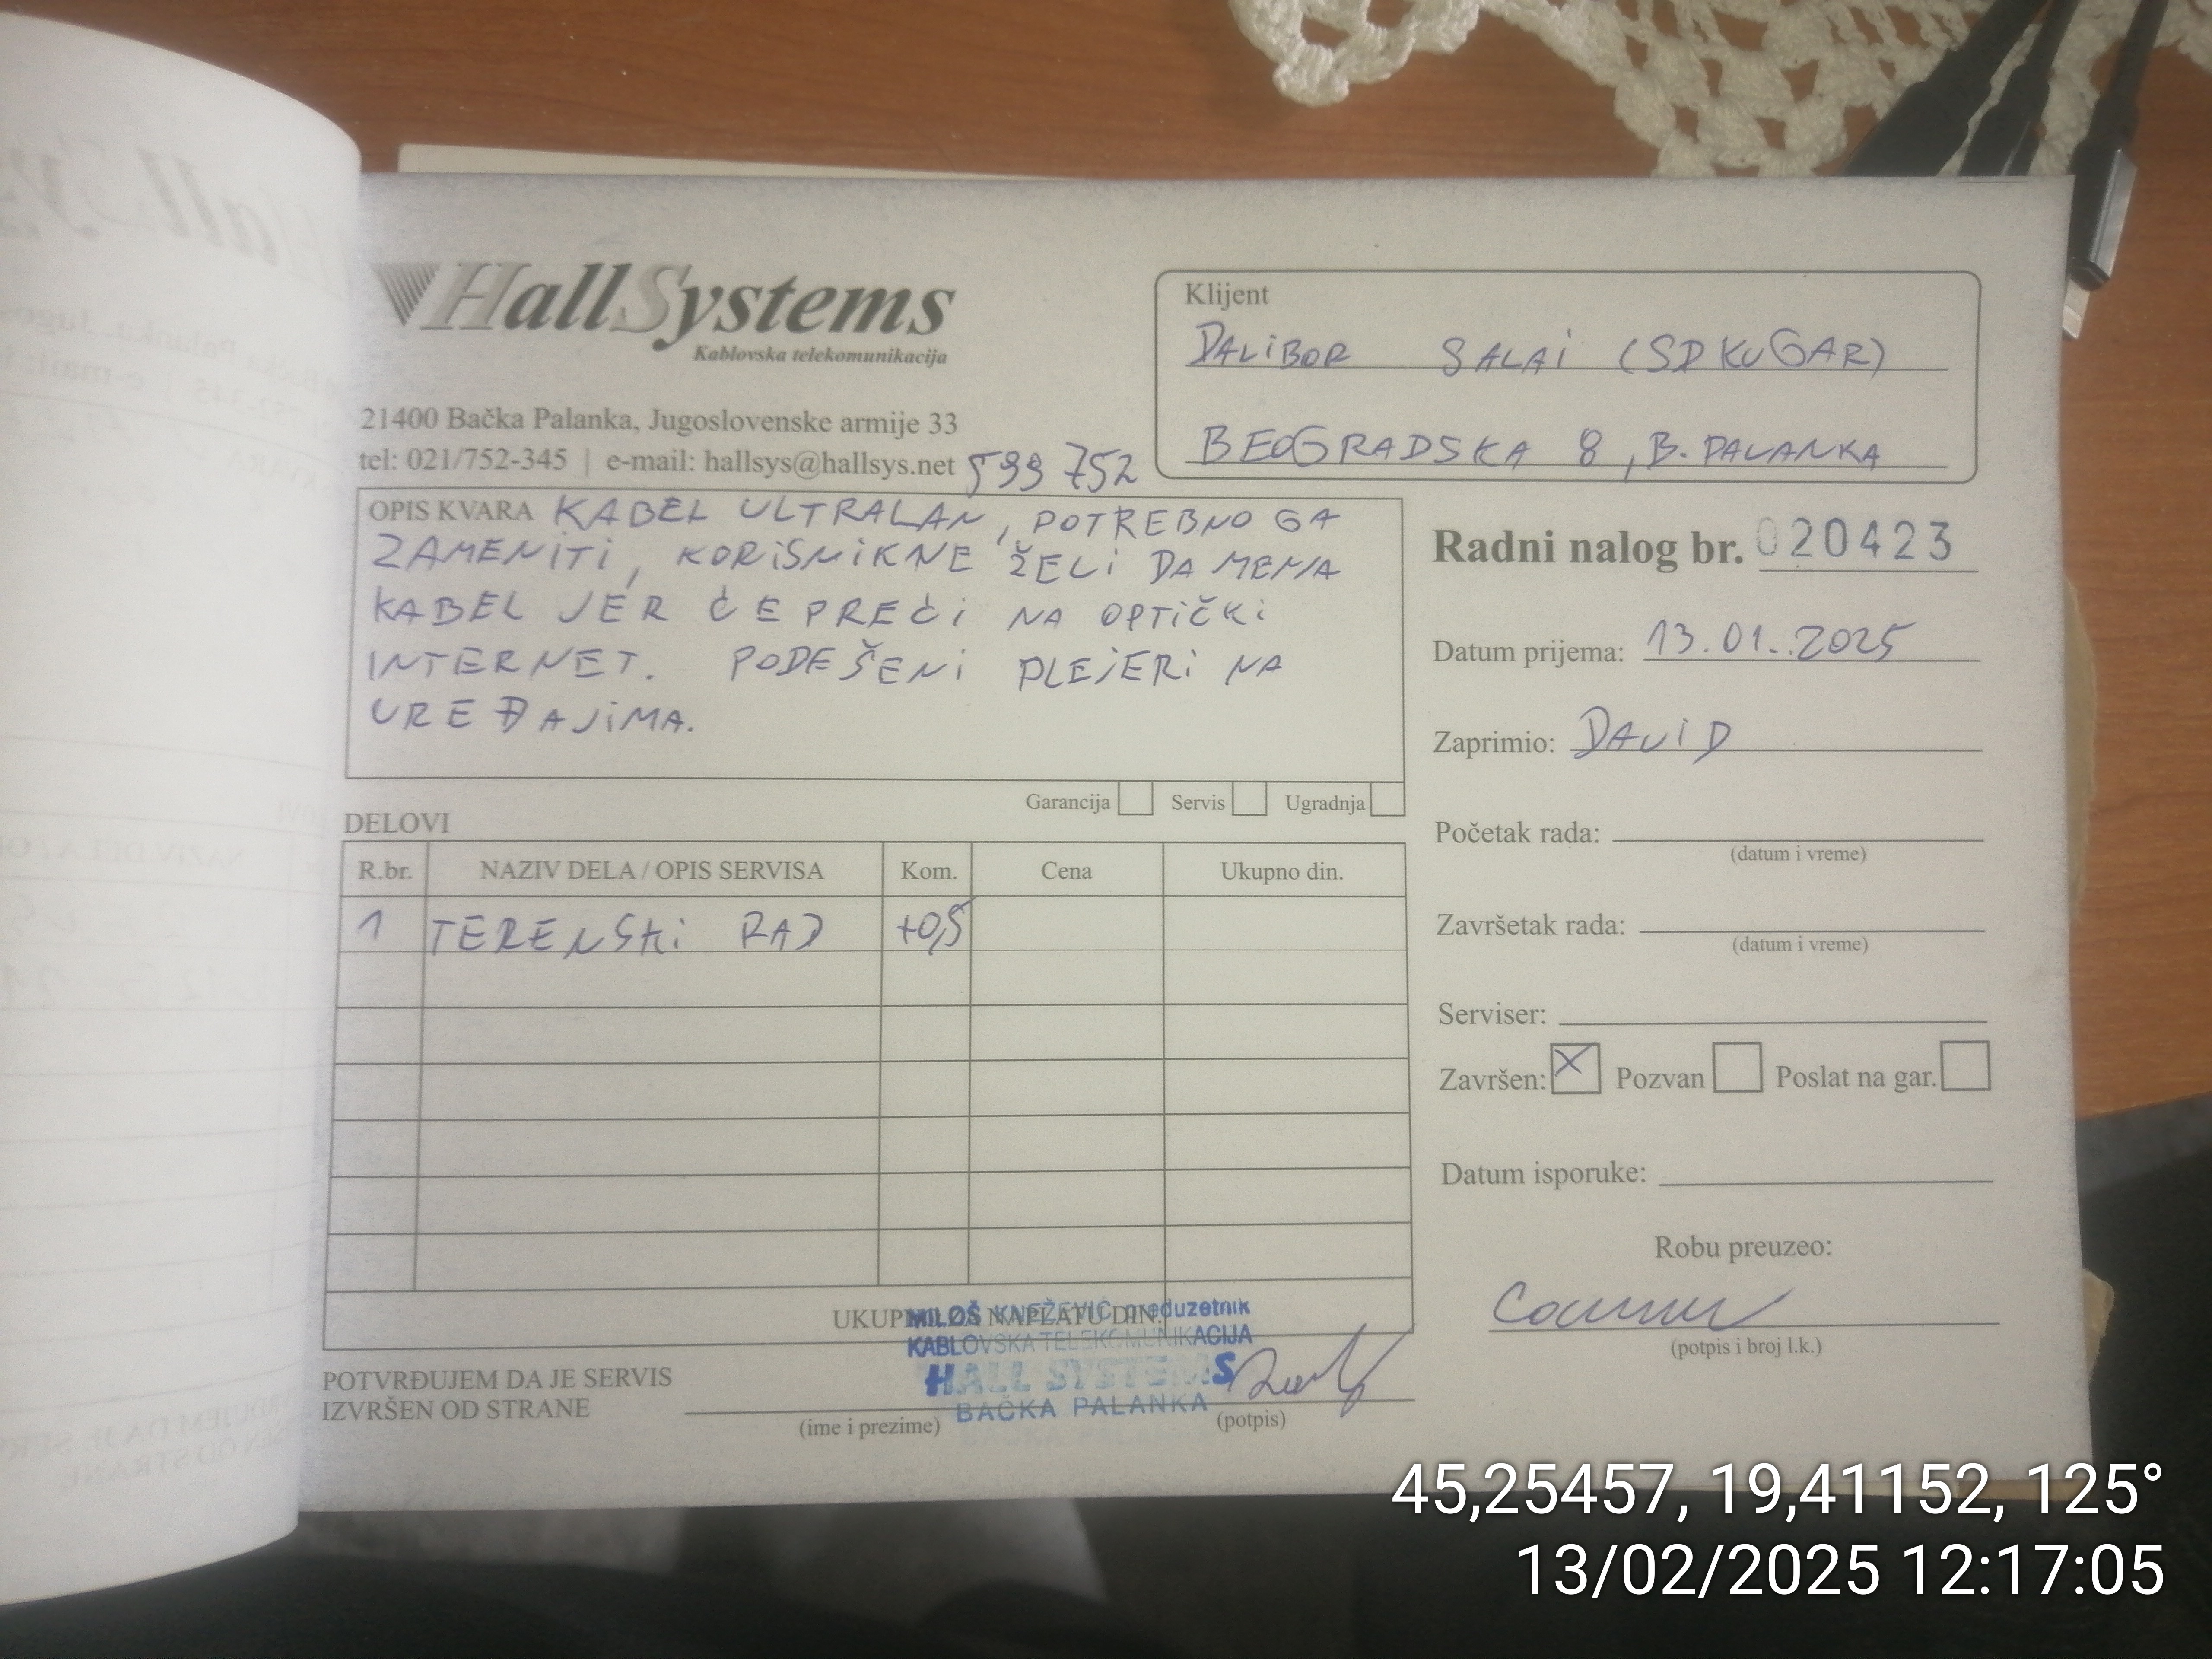 HallSystems
Kablovska telekomunikacija
21400 Bačka Palanka, Jugoslovenske armije 33
tel: 021/752-345 | e-mail: hallsys@hallsys.net 599 752
Klijent
DALIBOR SALAI (SD KUGAR)
BEOGRADSKA 8, B. PALANKA
OPIS KVARA KABEL ULTRALAN, POTREBNO GA
ZAMENITI, KORISNIK NE ŽELI DA MENJA
KABEL JER ĆE PREĆI NA OPTIČKI
INTERNET. PODEŠENI PLEJERI NA
UREĐAJIMA.
Garancija Servis Ugradnja
Radni nalog br. 020423
Datum prijema: 13.01.2025
Zaprimio: DAVID
Početak rada:
(datum i vreme)
Završetak rada:
(datum i vreme)
Serviser:
Završen: X Pozvan Poslat na gar.
Datum isporuke:
Robu preuzeo:
(potpis i broj l.k.)
DELOVI
R.br. NAZIV DELA / OPIS SERVISA Kom. Cena Ukupno din.
1 TERENSKI RAD +0,5
UKUPNO ZA NAPLATU DIN.
MILOŠ KNEŽEVIĆ preduzetnik
KABLOVSKA TELEKOMUNIKACIJA
HALL SYSTEMS
BAČKA PALANKA
POTVRĐUJEM DA JE SERVIS
IZVRŠEN OD STRANE
(ime i prezime) (potpis)
45,25457, 19,41152, 125°
13/02/2025 12:17:05